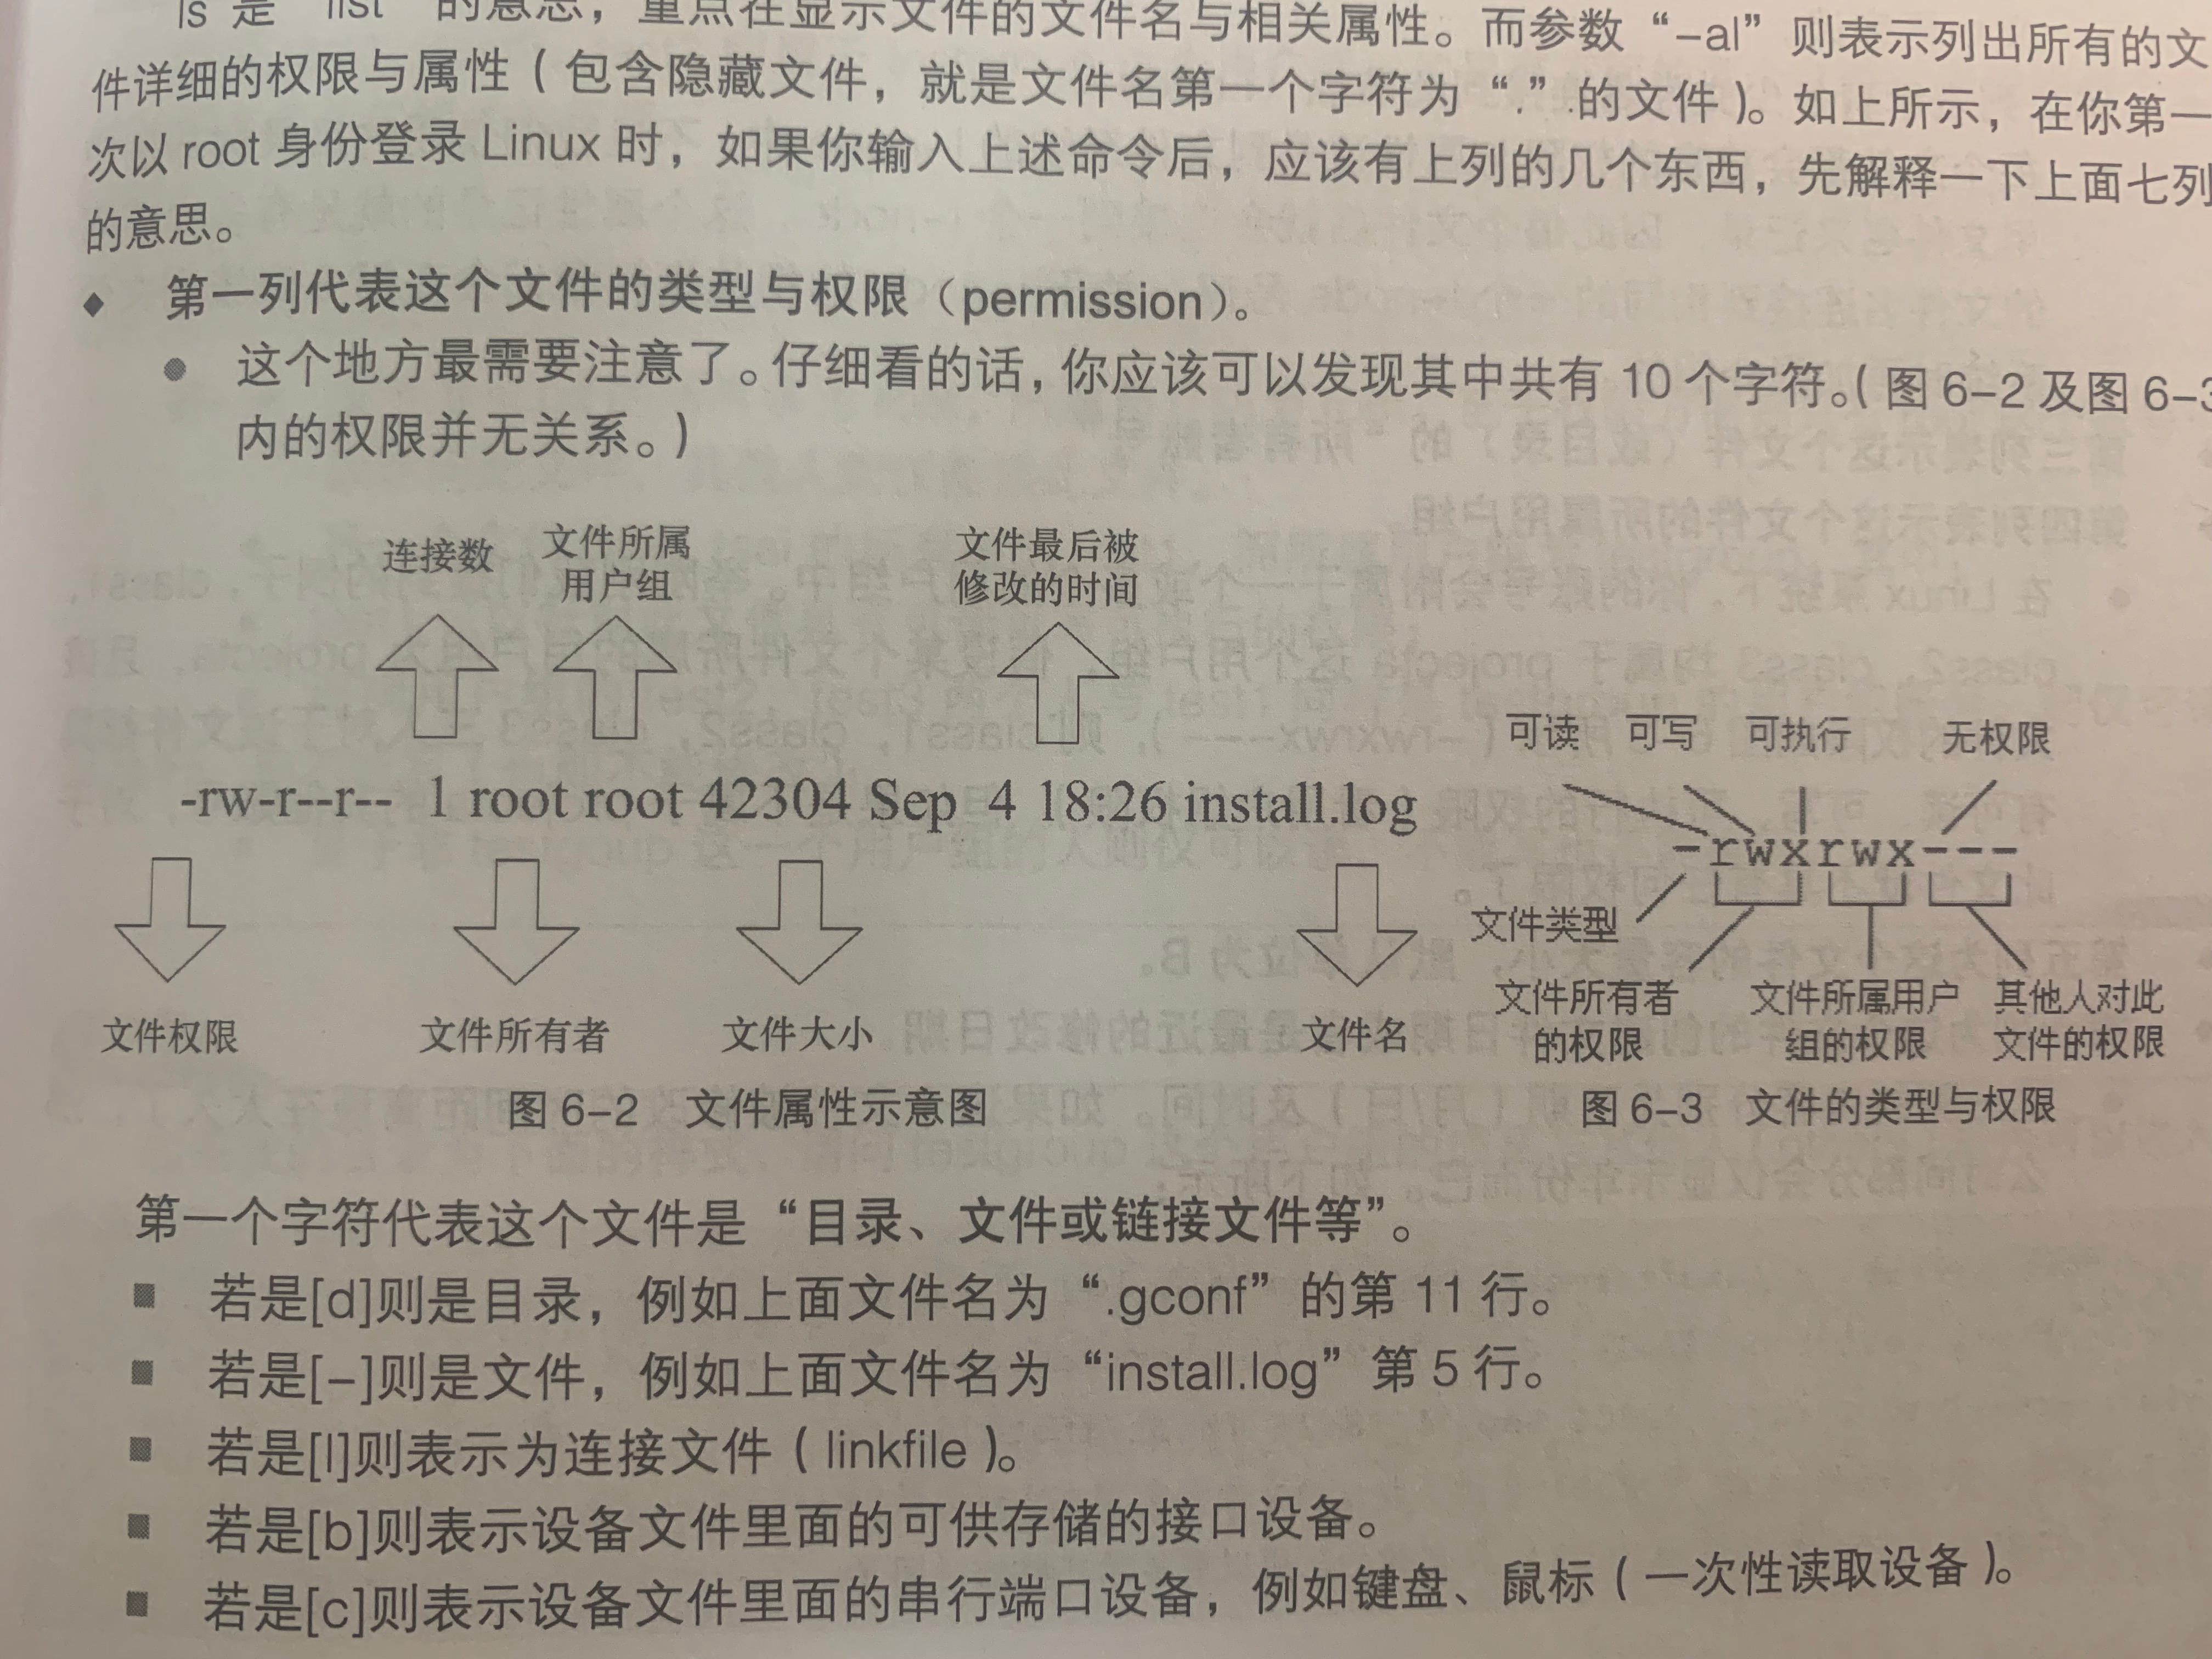 ls 是 “list” 的意思，重点在显示文件的文件名与相关属性。而参数“-al”则表示列出所有的文
件详细的权限与属性（包含隐藏文件，就是文件名第一个字符为“.”的文件）。如上所示，在你第一
次以 root 身份登录 Linux 时，如果你输入上述命令后，应该有上列的几个东西，先解释一下上面七列
的意思。
◆ 第一列代表这个文件的类型与权限（permission）。
● 这个地方最需要注意了。仔细看的话，你应该可以发现其中共有 10 个字符。（图 6-2 及图 6-3
内的权限并无关系。）
连接数 文件所属 文件最后被
用户组 修改的时间
可读 可写 可执行 无权限
-rw-r--r-- 1 root root 42304 Sep 4 18:26 install.log
-rwxrwx---
文件类型
文件权限 文件所有者 文件大小 文件名
文件所有者 文件所属用户 其他人对此
的权限 组的权限 文件的权限
图 6-2 文件属性示意图
图 6-3 文件的类型与权限
第一个字符代表这个文件是“目录、文件或链接文件等”。
■ 若是[d]则是目录，例如上面文件名为“.gconf”的第 11 行。
■ 若是[-]则是文件，例如上面文件名为“install.log”第 5 行。
■ 若是[l]则表示为连接文件（linkfile）。
■ 若是[b]则表示设备文件里面的可供存储的接口设备。
■ 若是[c]则表示设备文件里面的串行端口设备，例如键盘、鼠标（一次性读取设备）。